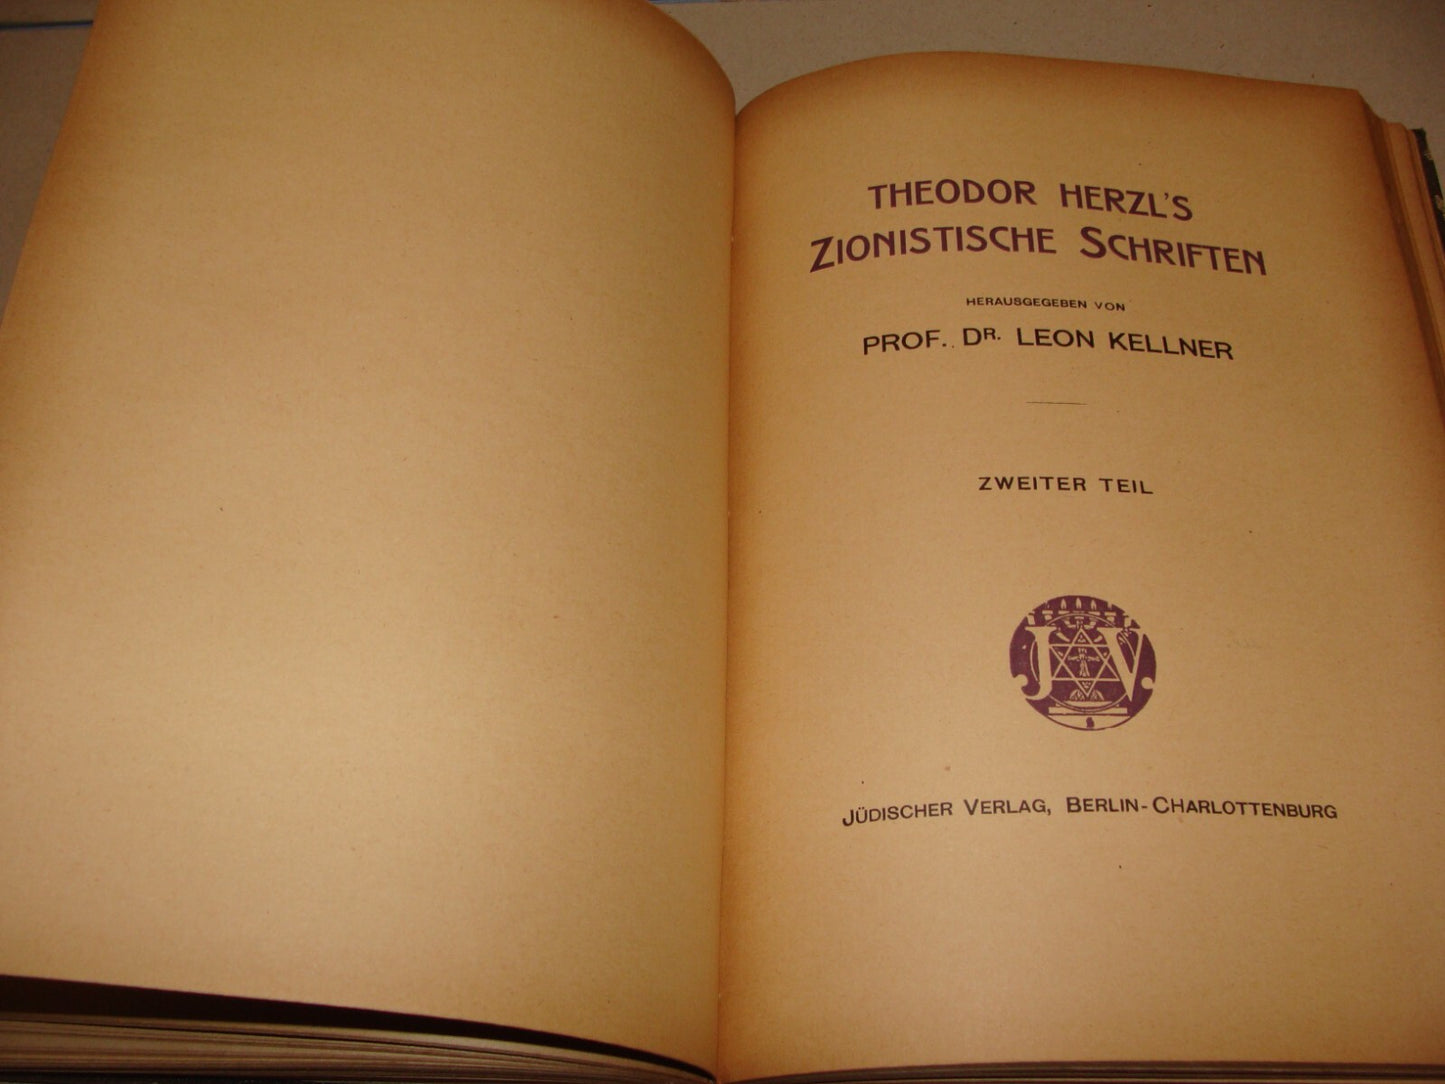 THEODOR HERZL'S
ZIONISTISCHE SCHRIFTEN
HERAUSGEGEBEN VON
PROF. DR. LEON KELLNER
ZWEITER TEIL
J V
JÜDISCHER VERLAG, BERLIN-CHARLOTTENBURG